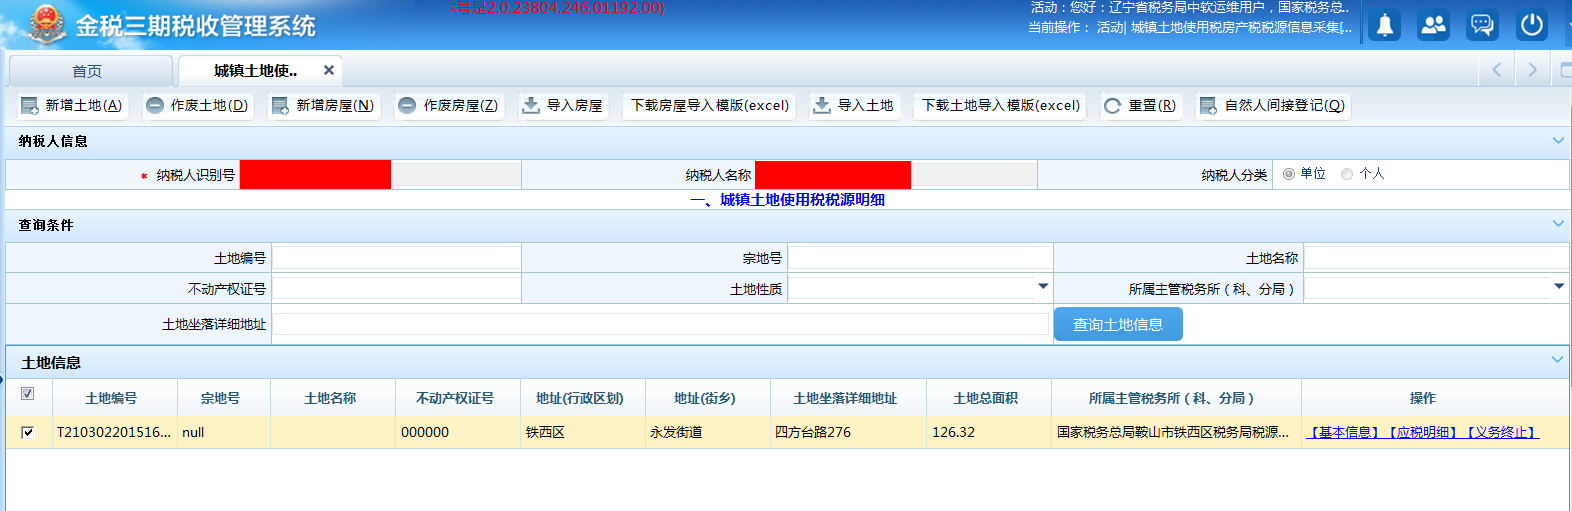 号是2.0.23804.246.01192.00)
活动：您好：辽宁省税务局中软运维用户，国家税务总..
金税三期税收管理系统
当前操作： 活动| 城镇土地使用税房产税税源信息采集[...
首页 城镇土地使..
新增土地(A) 作废土地(D) 新增房屋(N) 作废房屋(Z) 导入房屋 下载房屋导入模版(excel) 导入土地 下载土地导入模版(excel) 重置(R) 自然人间接登记(Q)
纳税人信息
* 纳税人识别号 纳税人名称 纳税人分类 单位 个人
一、城镇土地使用税税源明细
查询条件
土地编号 宗地号 土地名称
不动产权证号 土地性质 所属主管税务所（科、分局）
土地坐落详细地址 查询土地信息
土地信息
土地编号 宗地号 土地名称 不动产权证号 地址(行政区划) 地址(街乡) 土地坐落详细地址 土地总面积 所属主管税务所（科、分局） 操作
T210302201516... null 000000 铁西区 永发街道 四方台路276 126.32 国家税务总局鞍山市铁西区税务局税源... 【基本信息】【应税明细】【义务终止】